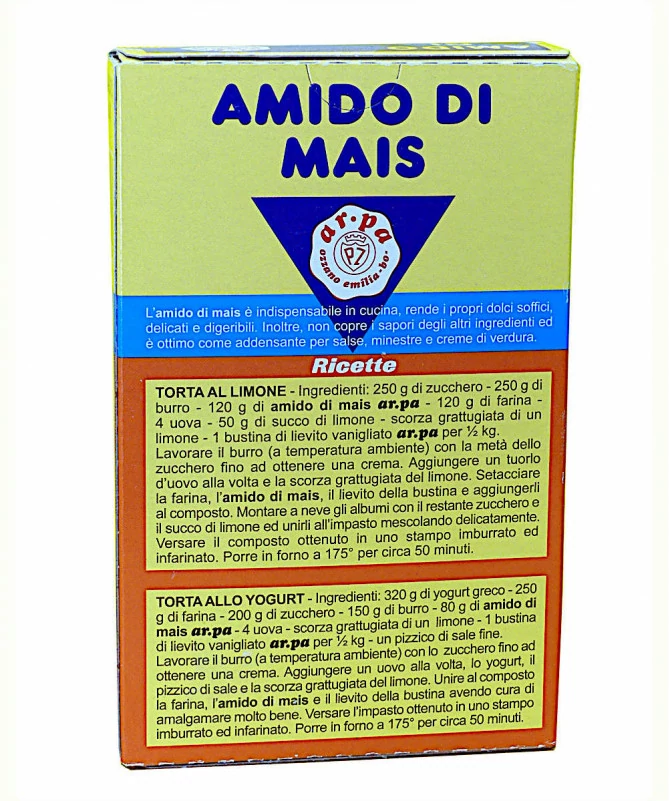 AMIDO DI
MAIS
ar.pa
PZ
ozzano emilia -bo-
L'amido di mais è indispensabile in cucina, rende i propri dolci soffici,
delicati e digeribili. Inoltre, non copre i sapori degli altri ingredienti ed
è ottimo come addensante per salse, minestre e creme di verdura.
Ricette
TORTA AL LIMONE - Ingredienti: 250 g di zucchero - 250 g di
burro - 120 g di amido di mais ar.pa - 120 g di farina -
4 uova - 50 g di succo di limone - scorza grattugiata di un
limone - 1 bustina di lievito vanigliato ar.pa per ½ kg.
Lavorare il burro (a temperatura ambiente) con la metà dello
zucchero fino ad ottenere una crema. Aggiungere un tuorlo
d'uovo alla volta e la scorza grattugiata del limone. Setacciare
la farina, l'amido di mais, il lievito della bustina e aggiungerli
al composto. Montare a neve gli albumi con il restante zucchero e
il succo di limone ed unirli all'impasto mescolando delicatamente.
Versare il composto ottenuto in uno stampo imburrato ed
infarinato. Porre in forno a 175° per circa 50 minuti.
TORTA ALLO YOGURT - Ingredienti: 320 g di yogurt greco - 250
g di farina - 200 g di zucchero - 150 g di burro - 80 g di amido di
mais ar.pa - 4 uova - scorza grattugiata di un limone - 1 bustina
di lievito vanigliato ar.pa per ½ kg - un pizzico di sale fine.
Lavorare il burro (a temperatura ambiente) con lo zucchero fino ad
ottenere una crema. Aggiungere un uovo alla volta, lo yogurt, il
pizzico di sale e la scorza grattugiata del limone. Unire al composto
la farina, l'amido di mais e il lievito della bustina avendo cura di
amalgamare molto bene. Versare l'impasto ottenuto in uno stampo
imburrato ed infarinato. Porre in forno a 175° per circa 50 minuti.